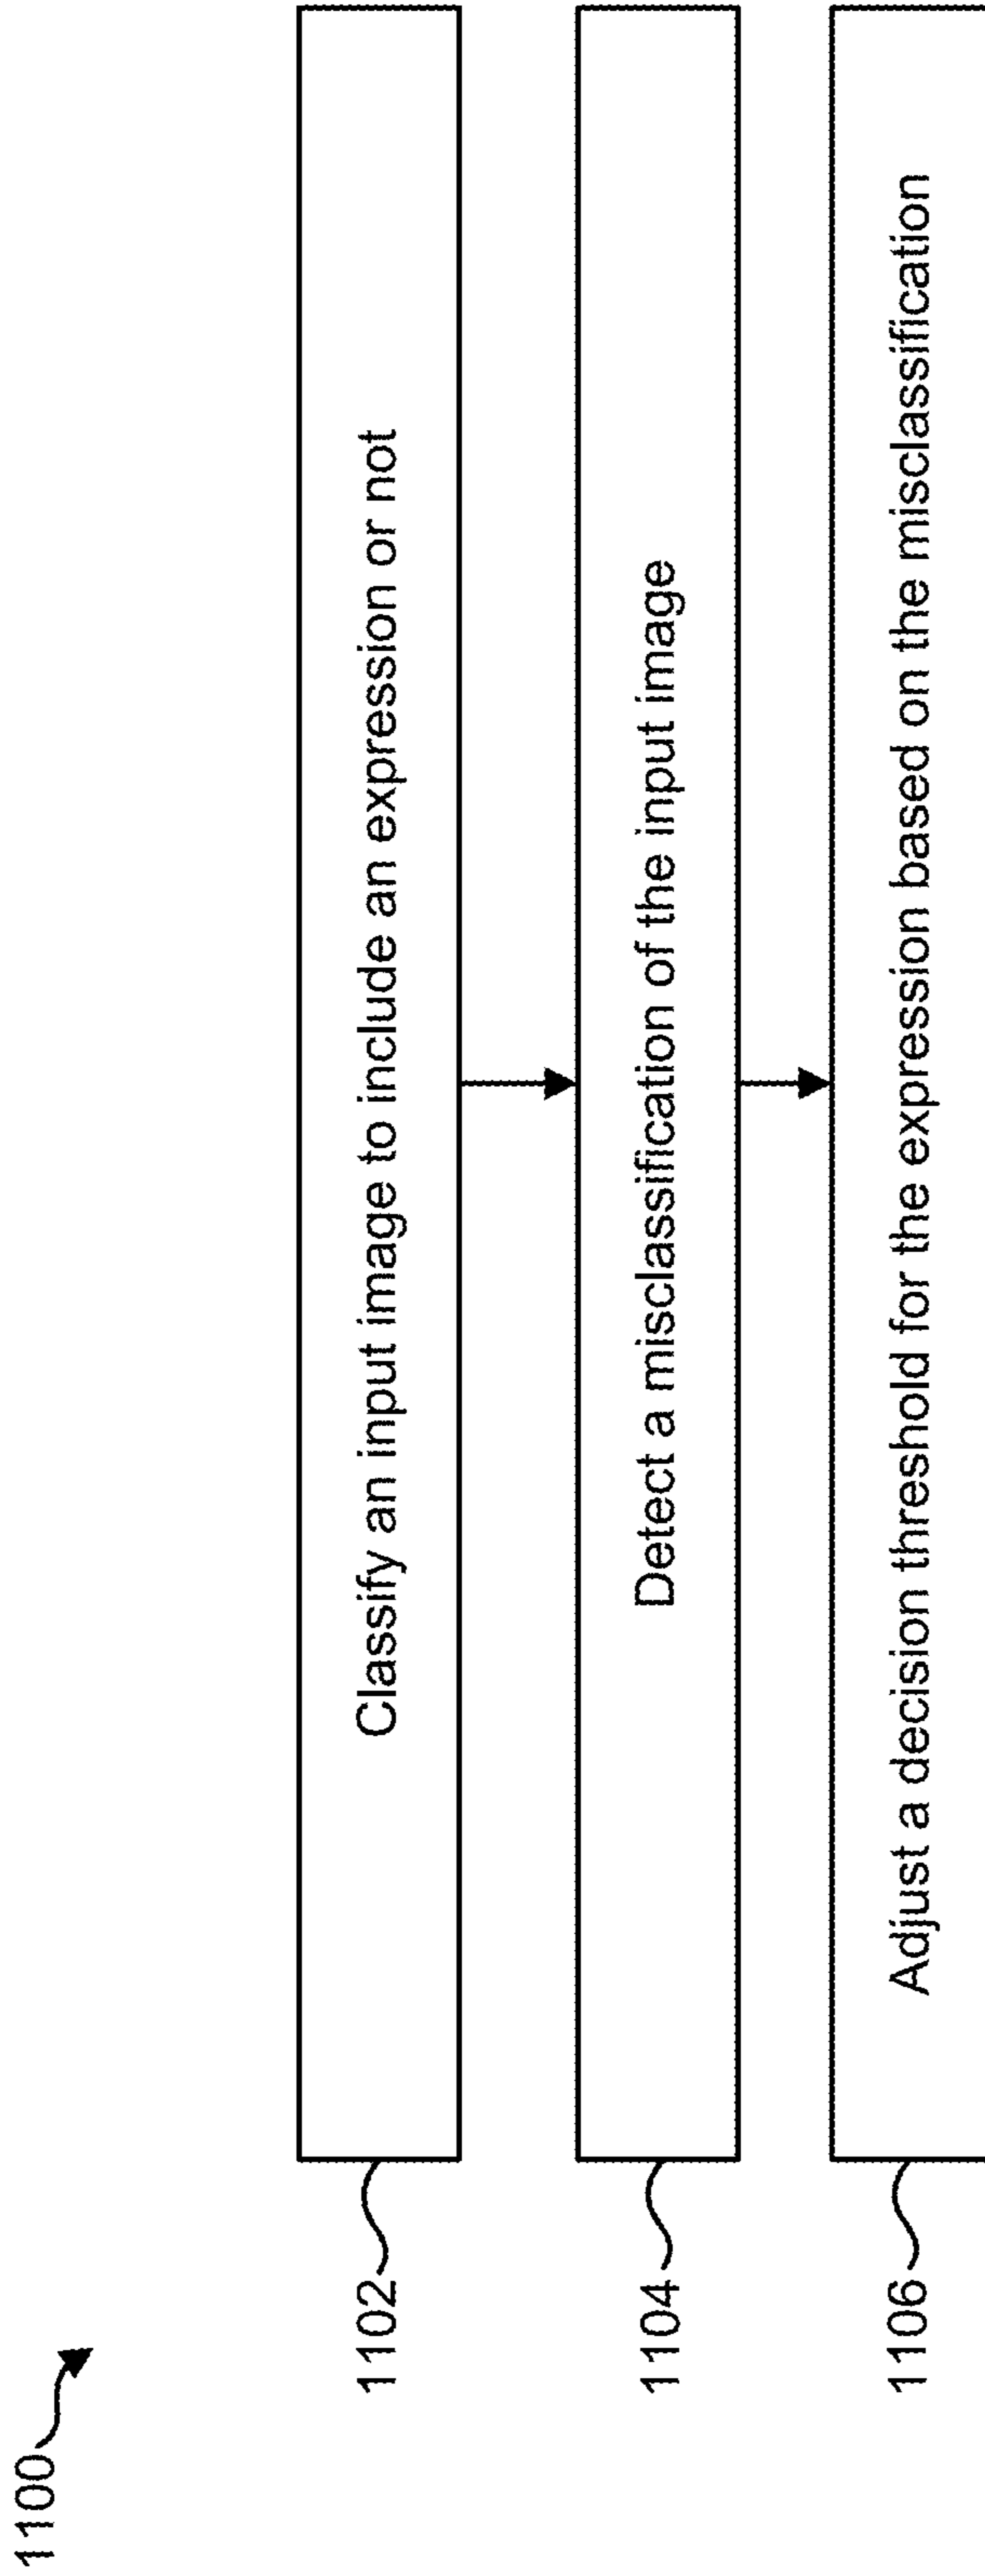 1100
1102
Classify an input image to include an expression or not
1104
Detect a misclassification of the input image
1106
Adjust a decision threshold for the expression based on the misclassification